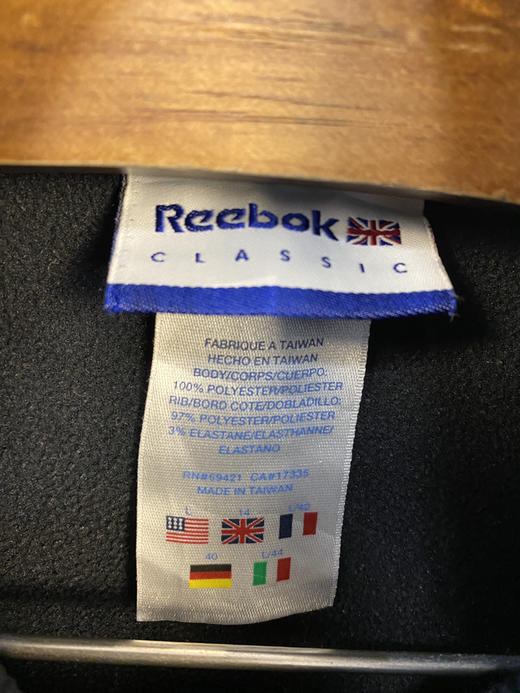 Reebok
CLASSIC
FABRIQUE A TAIWAN
HECHO EN TAIWAN
BODY/CORPS/CUERPO:
100% POLYESTER/POLIESTER
RIB/BORD COTE/DOBLADILLO:
97% POLYESTER/POLIESTER
3% ELASTANE/ELASTHANNE/
ELASTANO
RN#69421 CA#17335
MADE IN TAIWAN
L 14 L/42
40 L/44